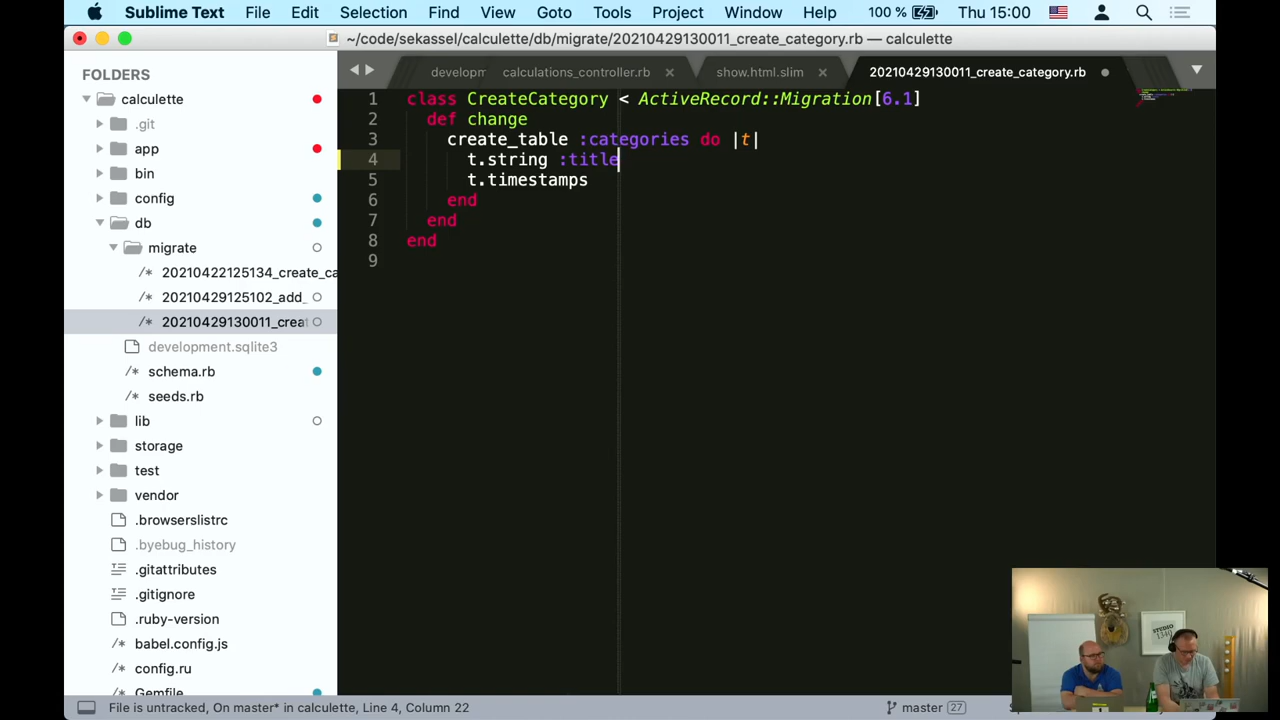 Sublime Text File Edit Selection Find View Goto Tools Project Window Help 100 % Thu 15:00
~/code/sekassel/calculette/db/migrate/20210429130011_create_category.rb — calculette
FOLDERS
calculette
.git
app
bin
config
db
migrate
/* 20210422125134_create_ca
/* 20210429125102_add_
/* 20210429130011_crea
development.sqlite3
/* schema.rb
/* seeds.rb
lib
storage
test
vendor
.browserslistrc
.byebug_history
.gitattributes
.gitignore
.ruby-version
/* babel.config.js
/* config.ru
/* Gemfile
developm calculations_controller.rb × show.html.slim × 20210429130011_create_category.rb
1 class CreateCategory < ActiveRecord::Migration[6.1]
2 def change
3 create_table :categories do |t|
4 t.string :title
5 t.timestamps
6 end
7 end
8 end
9
STUDIO
1340
File is untracked, On master* in calculette, Line 4, Column 22 master 27